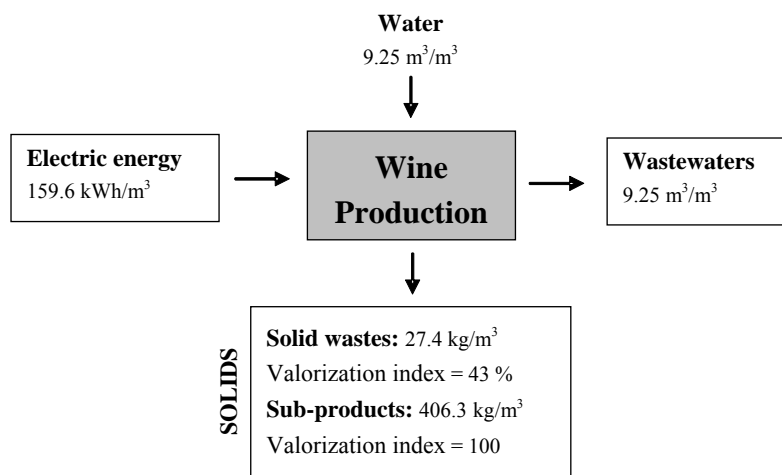 Water
9.25 m³/m³
Electric energy
159.6 kWh/m³
Wine
Production
Wastewaters
9.25 m³/m³
SOLIDS
Solid wastes: 27.4 kg/m³
Valorization index = 43 %
Sub-products: 406.3 kg/m³
Valorization index = 100